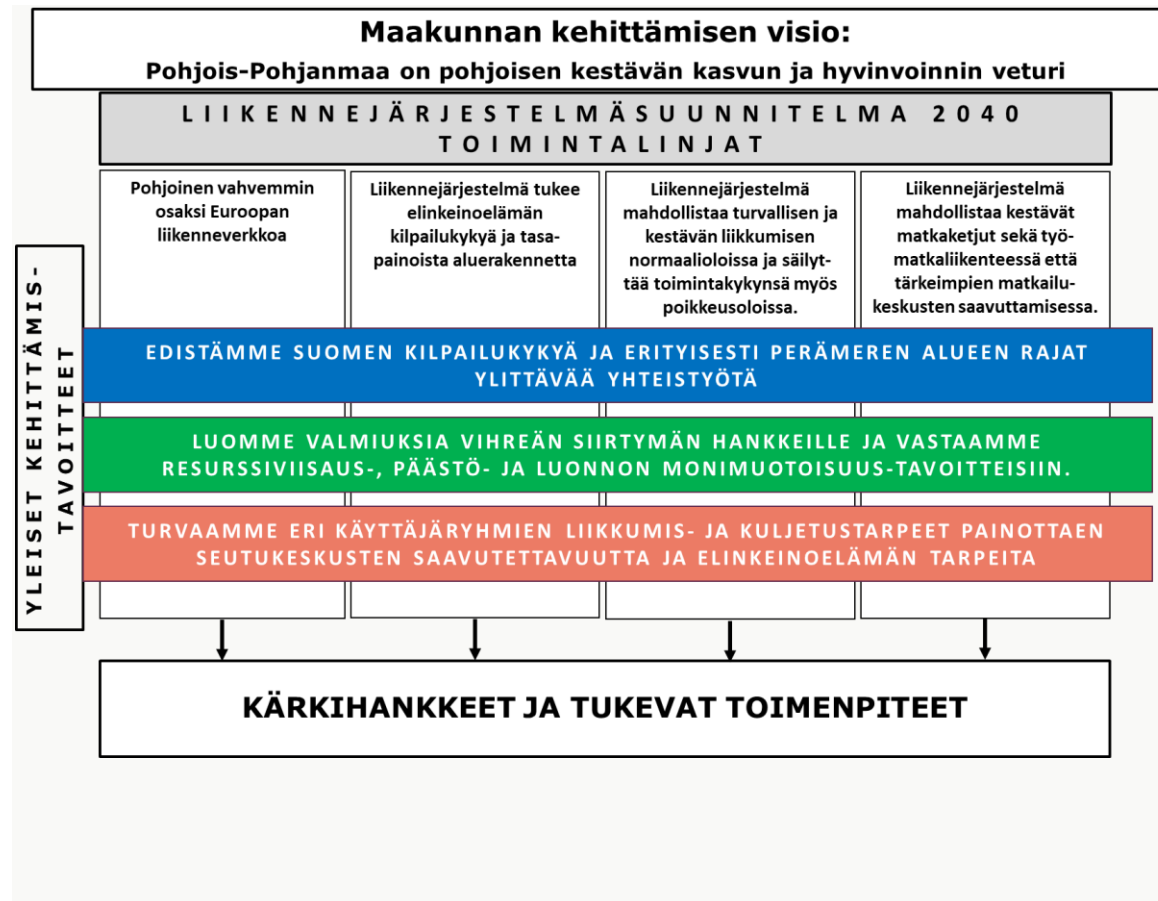 Maakunnan kehittämisen visio:
Pohjois-Pohjanmaa on pohjoisen kestävän kasvun ja hyvinvoinnin veturi
LIIKENNEJÄRJESTELMÄSUUNNITELMA 2040
TOIMINTALINJAT
Pohjoinen vahvemmin
osaksi Euroopan
liikenneverkkoa
Liikennejärjestelmä tukee
elinkeinoelämän
kilpailukykyä ja tasa-
painoista aluerakennetta
Liikennejärjestelmä
mahdollistaa turvallisen ja
kestävän liikkumisen
normaalioloissa ja säilyt-
tää toimintakykynsä myös
poikkeusoloissa.
Liikennejärjestelmä
mahdollistaa kestävät
matkaketjut sekä työ-
matkaliikenteessä että
tärkeimpien matkailu-
keskusten saavuttamisessa.
YLEISET KEHITTÄMIS-
TAVOITTEET
EDISTÄMME SUOMEN KILPAILUKYKYÄ JA ERITYISESTI PERÄMEREN ALUEEN RAJAT
YLITTÄVÄÄ YHTEISTYÖTÄ
LUOMME VALMIUKSIA VIHREÄN SIIRTYMÄN HANKKEILLE JA VASTAAMME
RESURSSIVIISAUS-, PÄÄSTÖ- JA LUONNON MONIMUOTOISUUS-TAVOITTEISIIN.
TURVAAMME ERI KÄYTTÄJÄRYHMIEN LIIKKUMIS- JA KULJETUSTARPEET PAINOTTAEN
SEUTUKESKUSTEN SAAVUTETTAVUUTTA JA ELINKEINOELÄMÄN TARPEITA
KÄRKIHANKKEET JA TUKEVAT TOIMENPITEET